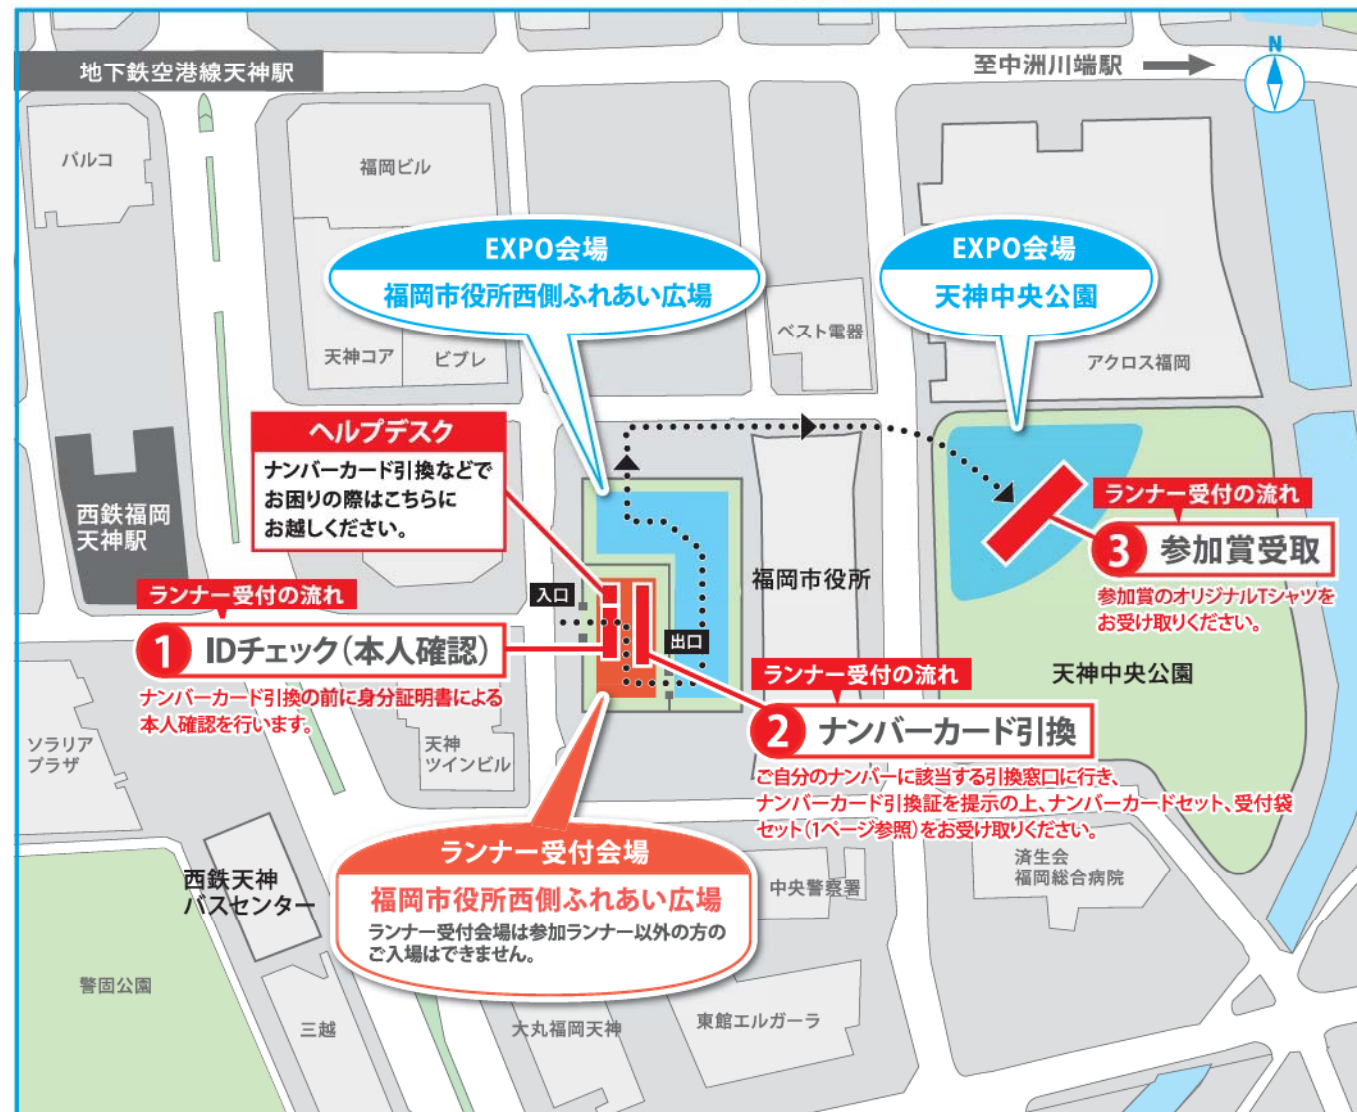 地下鉄空港線天神駅
至中洲川端駅
N
パルコ
福岡ビル
EXPO会場
福岡市役所西側ふれあい広場
EXPO会場
天神中央公園
ベスト電器
天神コア
ビブレ
アクロス福岡
ヘルプデスク
ナンバーカード引換などで
お困りの際はこちらに
お越しください。
西鉄福岡
天神駅
ランナー受付の流れ
3 参加賞受取
参加賞のオリジナルTシャツを
お受け取りください。
入口
出口
福岡市役所
ランナー受付の流れ
1 IDチェック(本人確認)
ナンバーカード引換の前に身分証明書による
本人確認を行います。
天神中央公園
ランナー受付の流れ
2 ナンバーカード引換
ご自分のナンバーに該当する引換窓口に行き、
ナンバーカード引換証を提示の上、ナンバーカードセット、受付袋
セット(1ページ参照)をお受け取りください。
ソラリア
プラザ
天神
ツインビル
ランナー受付会場
福岡市役所西側ふれあい広場
ランナー受付会場は参加ランナー以外の方の
ご入場はできません。
西鉄天神
バスセンター
中央警察署
済生会
福岡総合病院
警固公園
三越
大丸福岡天神
東館エルガーラ